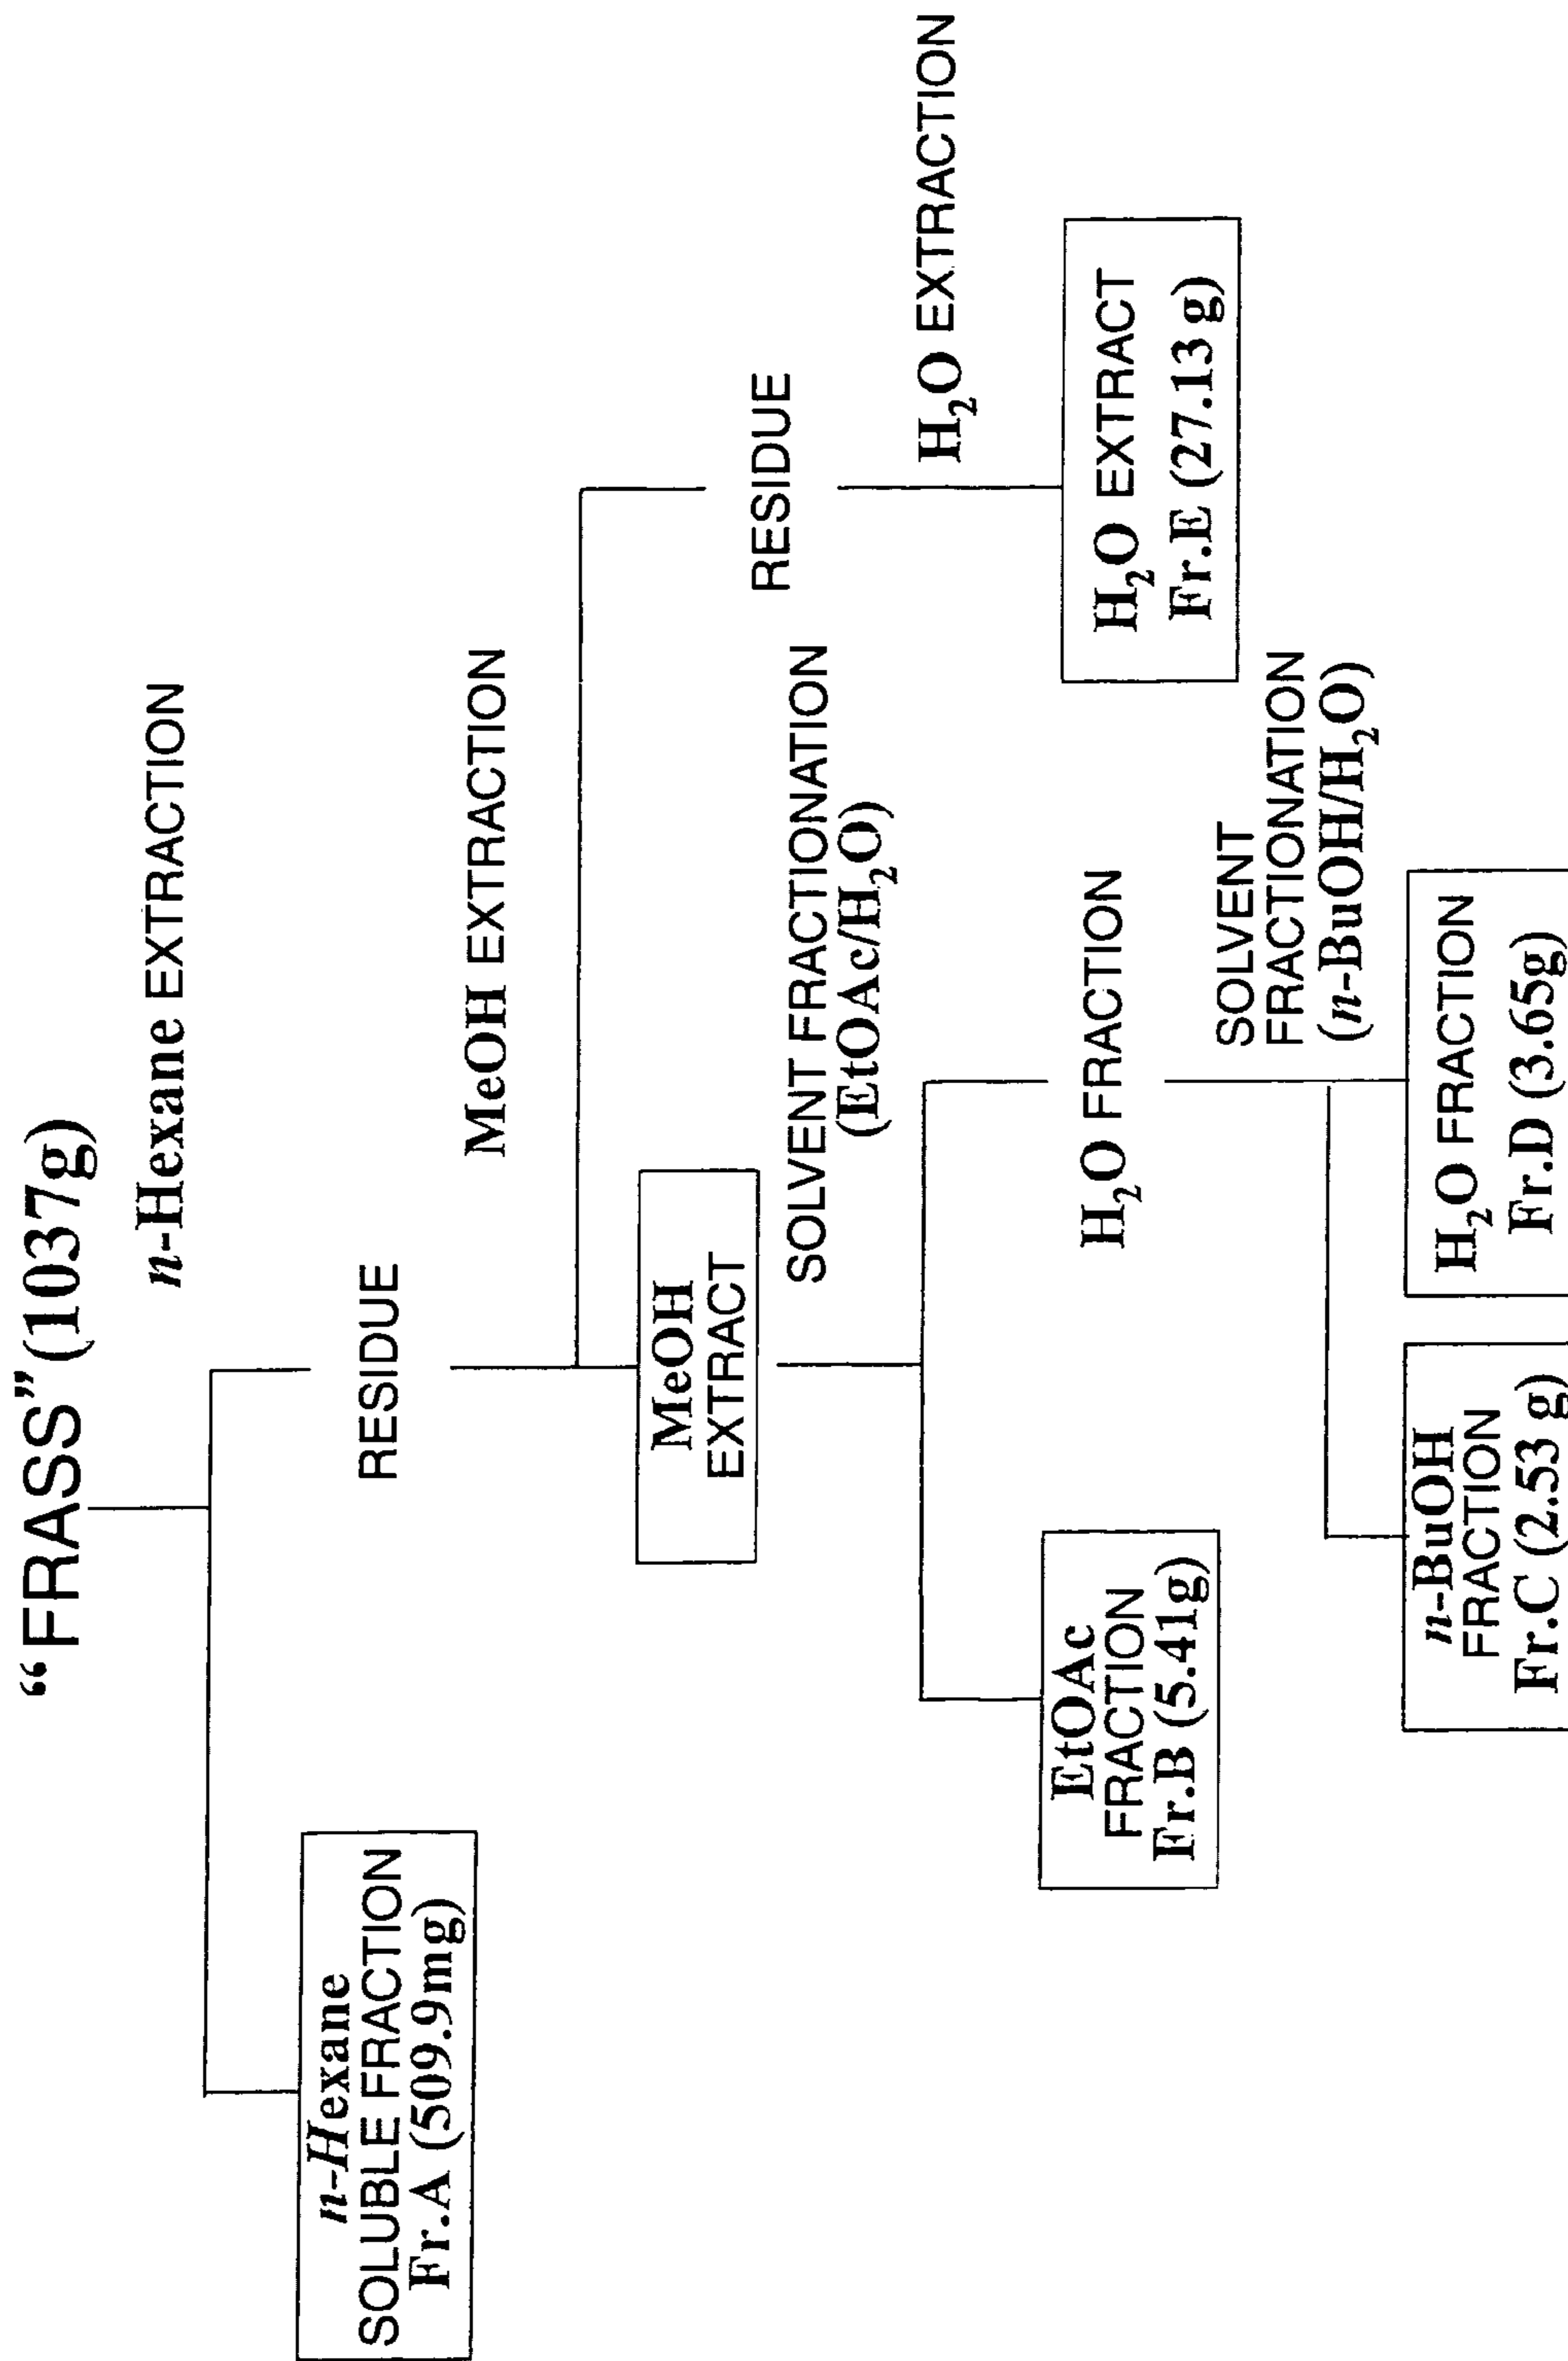 “FRASS” (1037g)
n-Hexane EXTRACTION
n-Hexane
SOLUBLE FRACTION
Fr.A (509.9mg)
RESIDUE
MeOH EXTRACTION
MeOH
EXTRACT
RESIDUE
SOLVENT FRACTIONATION
(EtOAc/H₂O)
H₂O EXTRACTION
EtOAc
FRACTION
Fr.B (5.41g)
H₂O FRACTION
H₂O EXTRACT
Fr.E (27.13 g)
SOLVENT
FRACTIONATION
(n-BuOH/H₂O)
n-BuOH
FRACTION
Fr.C (2.53 g)
H₂O FRACTION
Fr.D (3.65g)